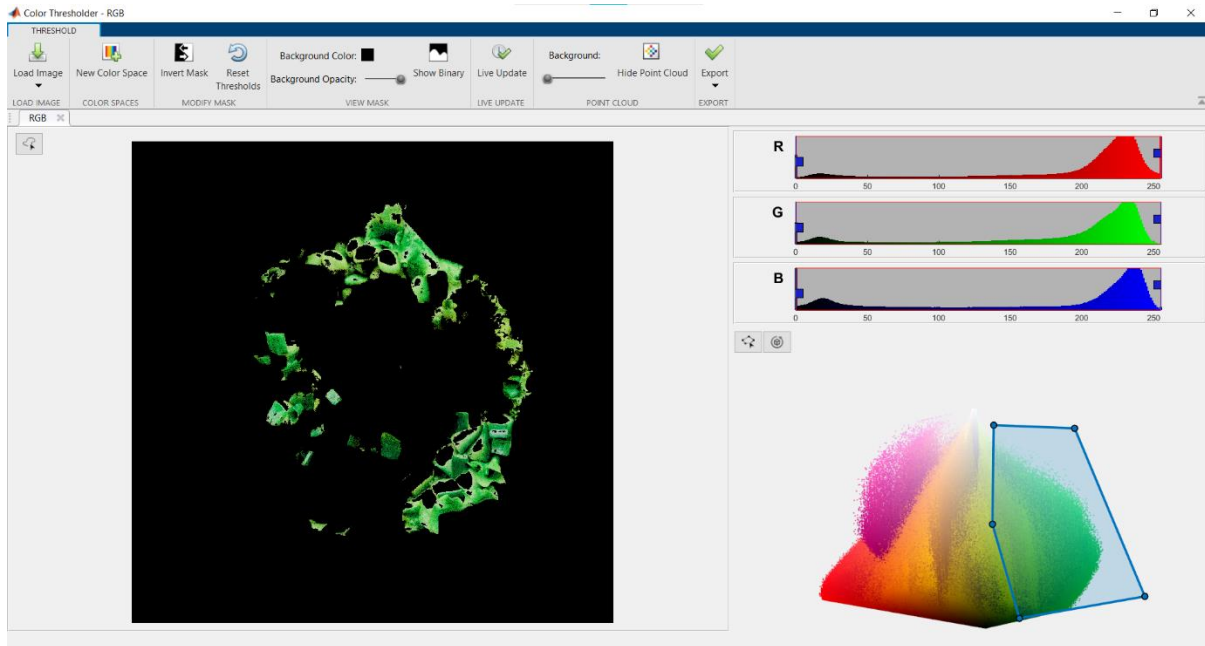 Color Thresholder - RGB
THRESHOLD
Load Image
New Color Space
Invert Mask
Reset
Thresholds
Background Color:
Background Opacity:
Show Binary
Live Update
Background:
Hide Point Cloud
Export
LOAD IMAGE
COLOR SPACES
MODIFY MASK
VIEW MASK
LIVE UPDATE
POINT CLOUD
EXPORT
RGB
R
0 50 100 150 200 250
G
0 50 100 150 200 250
B
0 50 100 150 200 250